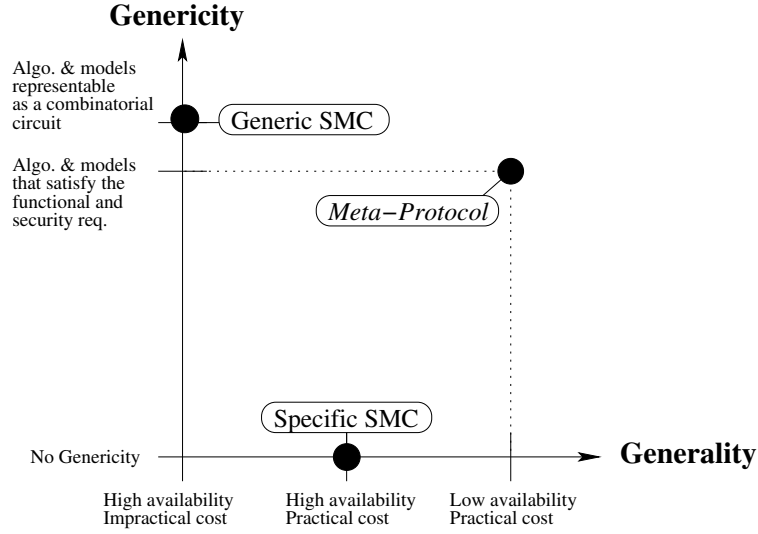 Genericity
Algo. & models
representable
as a combinatorial
circuit
Generic SMC
Algo. & models
that satisfy the
functional and
security req.
Meta−Protocol
Specific SMC
No Genericity
Generality
High availability
Impractical cost
High availability
Practical cost
Low availability
Practical cost